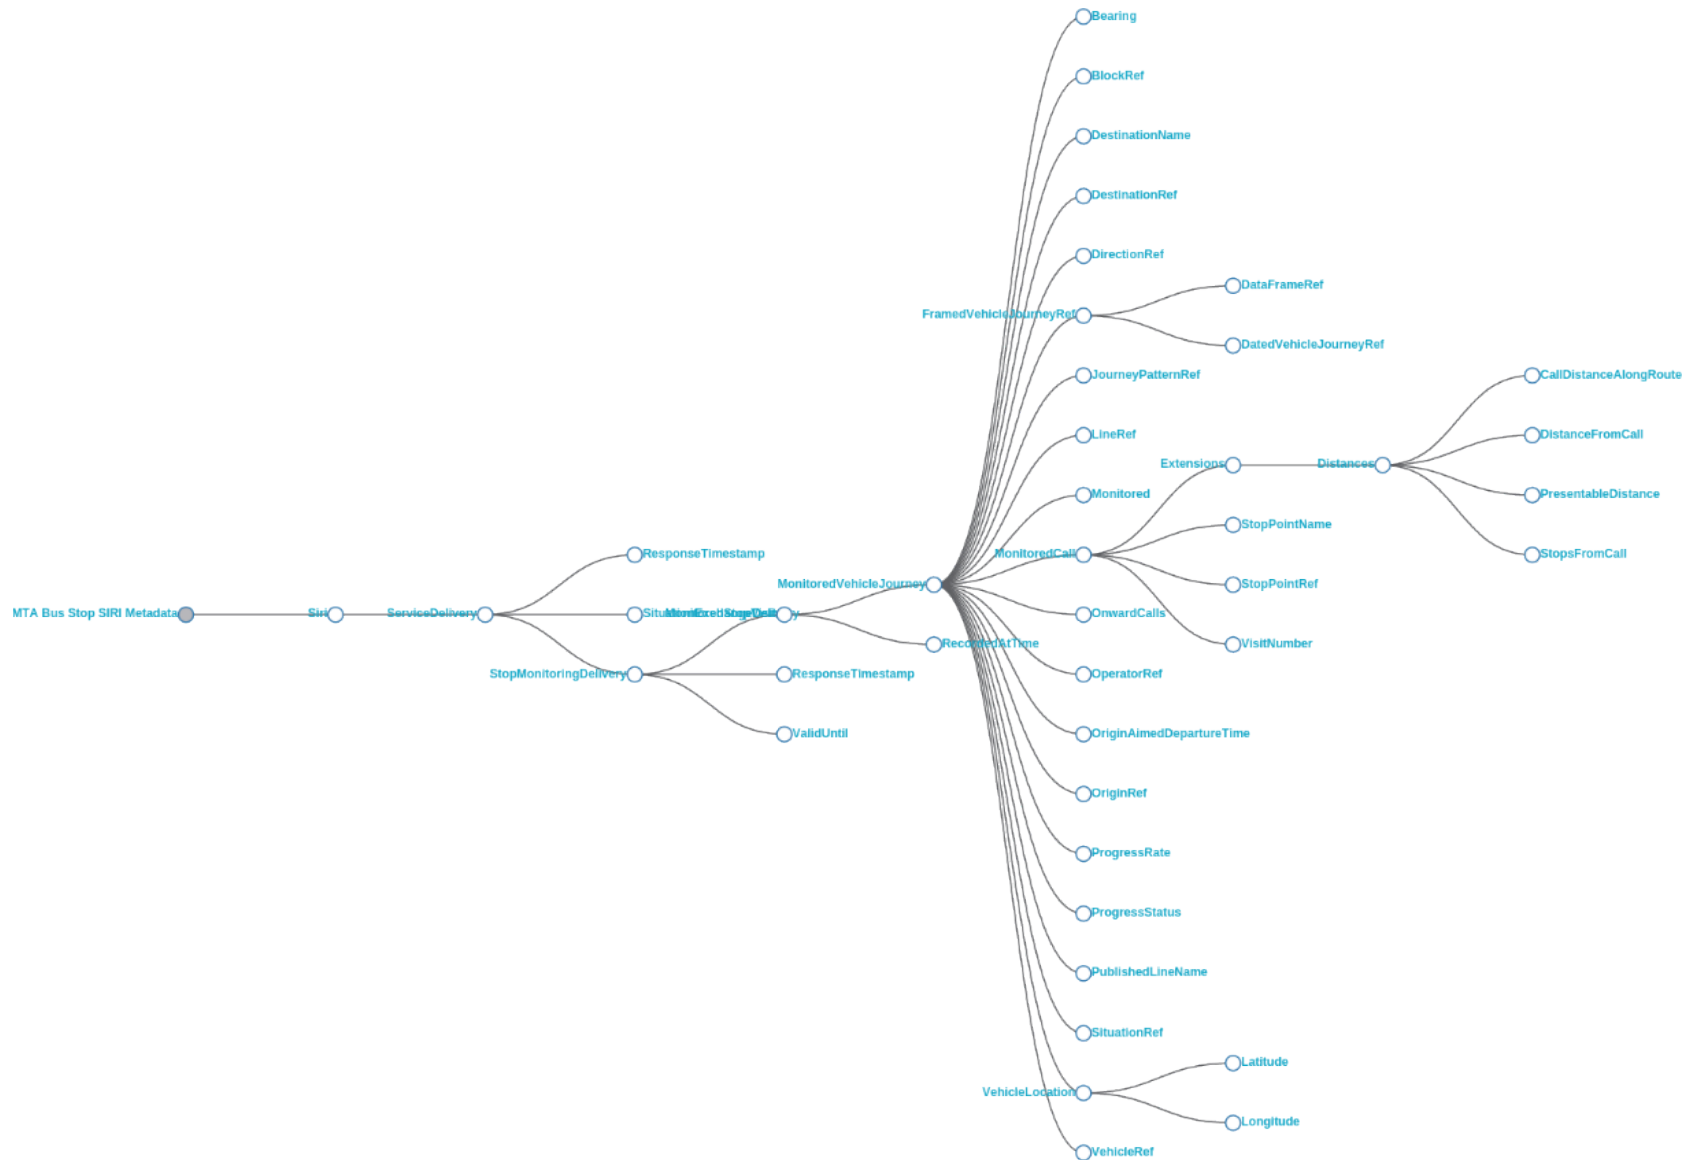 Bearing
BlockRef
DestinationName
DestinationRef
DirectionRef
DataFrameRef
FramedVehicleJourneyRef
DatedVehicleJourneyRef
JourneyPatternRef
CallDistanceAlongRoute
LineRef
DistanceFromCall
Extensions
Distances
Monitored
PresentableDistance
StopPointName
ResponseTimestamp
MonitoredCall
StopsFromCall
MonitoredVehicleJourney
StopPointRef
MTA Bus Stop SIRI Metadata
Siri
ServiceDelivery
OnwardCalls
RecordedAtTime
VisitNumber
StopMonitoringDelivery
ResponseTimestamp
OperatorRef
ValidUntil
OriginAimedDepartureTime
OriginRef
ProgressRate
ProgressStatus
PublishedLineName
SituationRef
Latitude
VehicleLocation
Longitude
VehicleRef